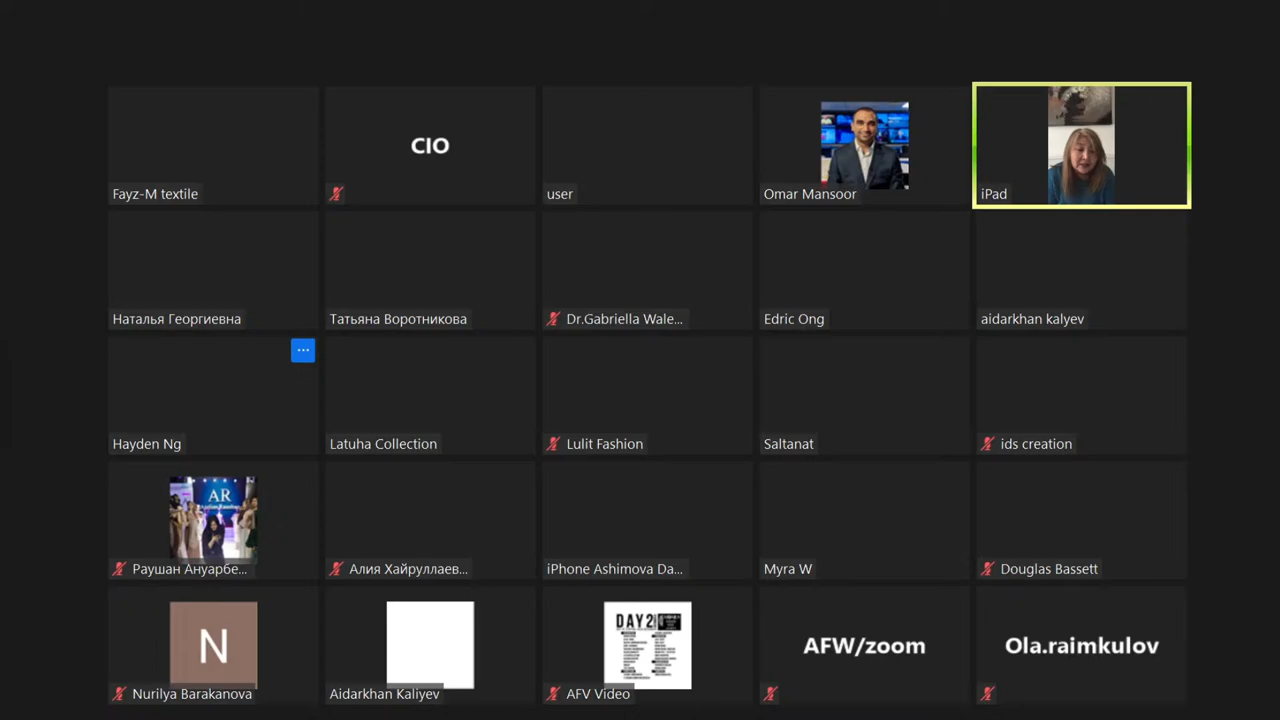 CIO
Fayz-M textile
user
Omar Mansoor
iPad
Наталья Георгиевна
Татьяна Воротникова
Dr.Gabriella Wale...
Edric Ong
aidarkhan kalyev
Hayden Ng
Latuha Collection
Lulit Fashion
Saltanat
ids creation
AR
Раушан Ануарбе...
Алия Хайруллаев...
iPhone Ashimova Da...
Myra W
Douglas Bassett
N
DAY 2
AFW/zoom
Ola.raimkulov
Nurilya Barakanova
Aidarkhan Kaliyev
AFV Video